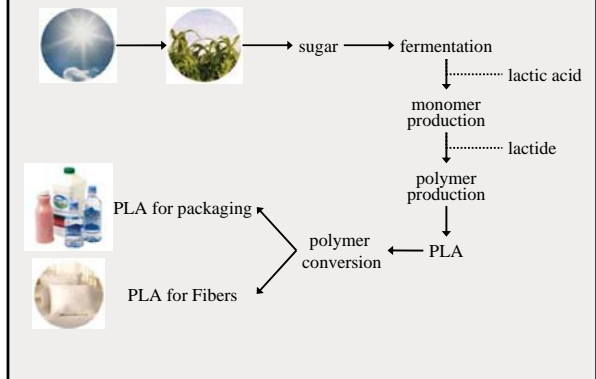 sugar
fermentation
lactic acid
monomer
production
lactide
polymer
production
PLA
polymer
conversion
PLA for packaging
PLA for Fibers